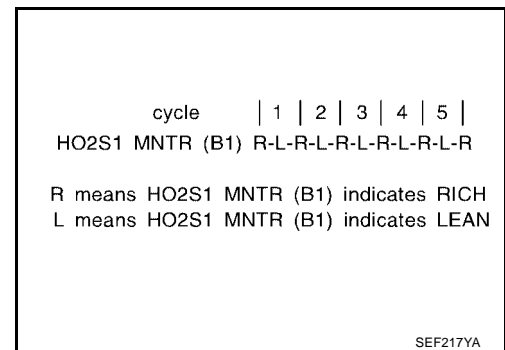 cycle | 1 | 2 | 3 | 4 | 5 |
HO2S1 MNTR (B1) R-L-R-L-R-L-R-L-R-L-R
R means HO2S1 MNTR (B1) indicates RICH
L means HO2S1 MNTR (B1) indicates LEAN
SEF217YA